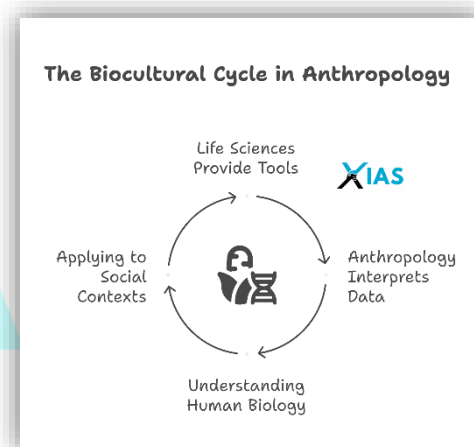 The Biocultural Cycle in Anthropology
Life Sciences
Provide Tools
XIAS
Anthropology
Interprets
Data
Understanding
Human Biology
Applying to
Social
Contexts